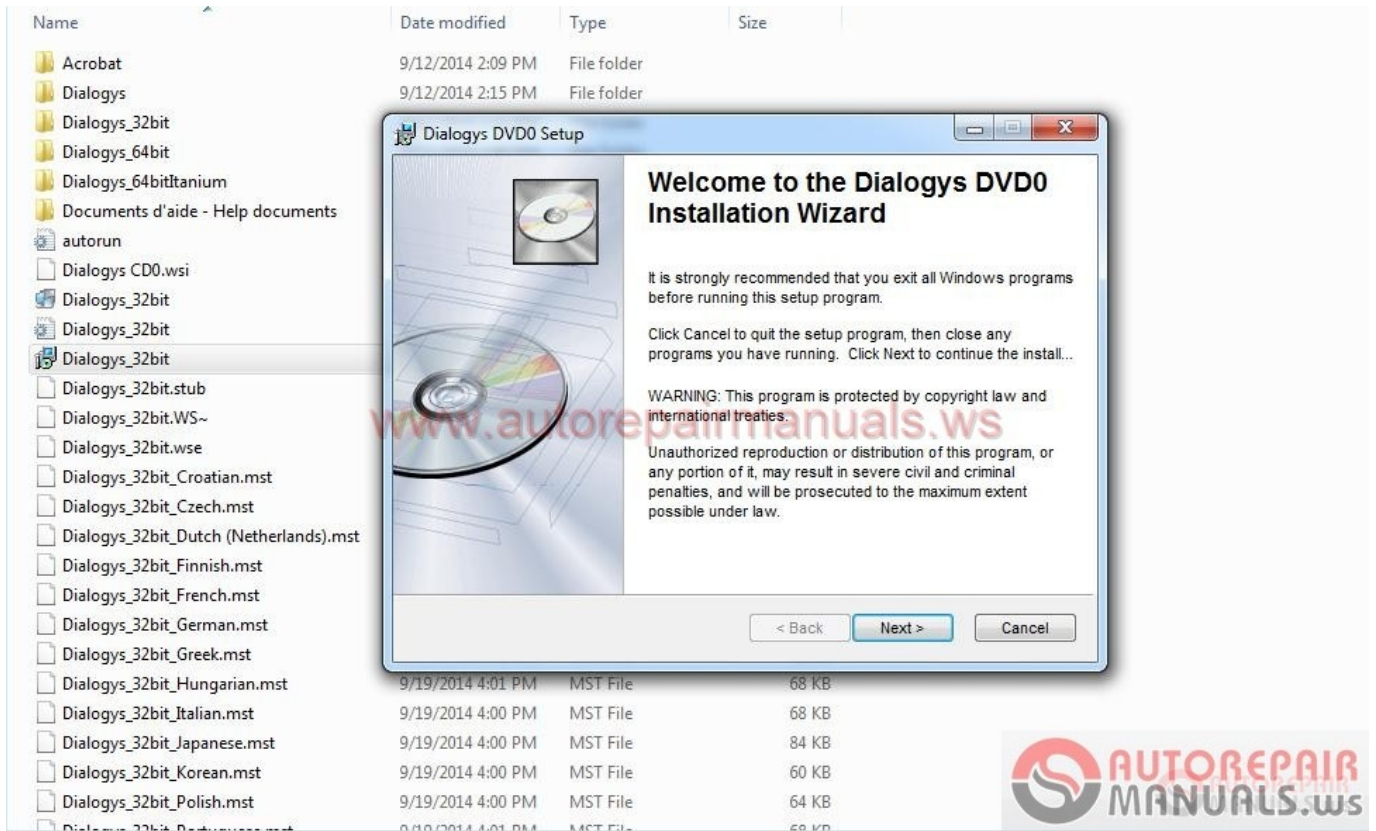 Name Date modified Type Size
Acrobat 9/12/2014 2:09 PM File folder
Dialogys 9/12/2014 2:15 PM File folder
Dialogys_32bit
Dialogys_64bit
Dialogys_64bitItanium
Documents d'aide - Help documents
autorun
Dialogys CD0.wsi
Dialogys_32bit
Dialogys_32bit
Dialogys_32bit
Dialogys_32bit.stub
Dialogys_32bit.WS~
Dialogys_32bit.wse
Dialogys_32bit_Croatian.mst
Dialogys_32bit_Czech.mst
Dialogys_32bit_Dutch (Netherlands).mst
Dialogys_32bit_Finnish.mst
Dialogys_32bit_French.mst
Dialogys_32bit_German.mst
Dialogys_32bit_Greek.mst
Dialogys_32bit_Hungarian.mst 9/19/2014 4:01 PM MST File 68 KB
Dialogys_32bit_Italian.mst 9/19/2014 4:00 PM MST File 68 KB
Dialogys_32bit_Japanese.mst 9/19/2014 4:00 PM MST File 84 KB
Dialogys_32bit_Korean.mst 9/19/2014 4:00 PM MST File 60 KB
Dialogys_32bit_Polish.mst 9/19/2014 4:00 PM MST File 64 KB
Dialogys DVD0 Setup
Welcome to the Dialogys DVD0
Installation Wizard
It is strongly recommended that you exit all Windows programs
before running this setup program.
Click Cancel to quit the setup program, then close any
programs you have running. Click Next to continue the install...
WARNING: This program is protected by copyright law and
international treaties.
Unauthorized reproduction or distribution of this program, or
any portion of it, may result in severe civil and criminal
penalties, and will be prosecuted to the maximum extent
possible under law.
< Back Next > Cancel
www.autorepairmanuals.ws
AUTOREPAIR
MANUALS.ws